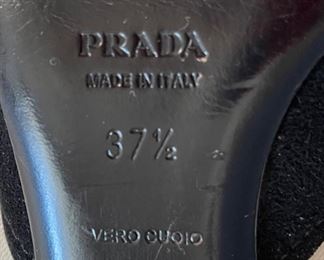 PRADA
MADE IN ITALY
37½
VERO CUOIO